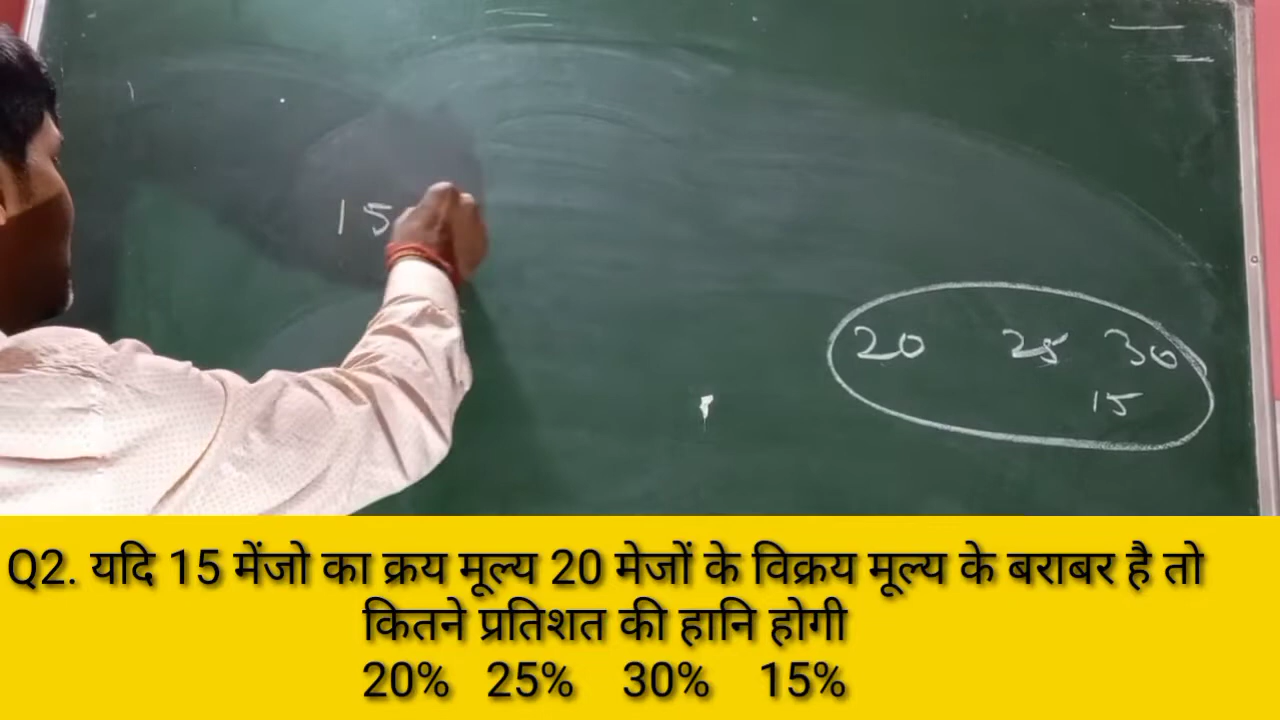 15
20 25 30
15
Q2. यदि 15 मेंजो का क्रय मूल्य 20 मेजों के विक्रय मूल्य के बराबर है तो
कितने प्रतिशत की हानि होगी
20% 25% 30% 15%